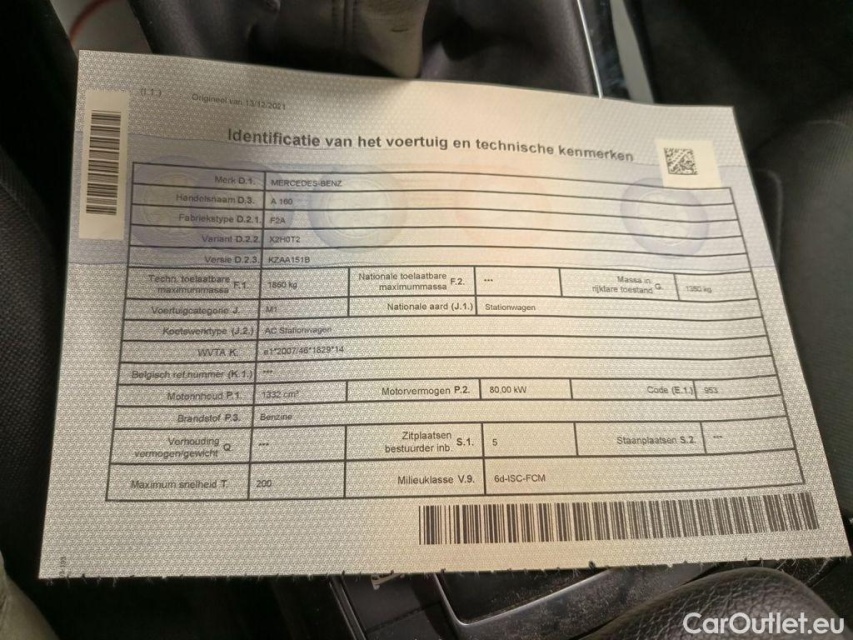 (I.1.) Origineel van 13/12/2021
Identificatie van het voertuig en technische kenmerken
Merk D.1. MERCEDES-BENZ
Handelsnaam D.3. A 160
Fabriekstype D.2.1. F2A
Variant D.2.2. X2H0T2
Versie D.2.3. KZAA151B
Techn. toelaatbare maximummassa F.1. 1860 kg Nationale toelaatbare maximummassa F.2. --- Massa in rijklare toestand G.
Voertuigcategorie J. M1 Nationale aard (J.1.) Stationwagen
Koetswerktype (J.2.) AC Stationwagen
WVTA K. e1*2007/46*1829*14
Belgisch ref.nummer (K.1.) ---
Motorinhoud P.1. 1332 cm³ Motorvermogen P.2. 80,00 kW Code (E.1.) 953
Brandstof P.3. Benzine
Verhouding vermogen/gewicht Q --- Zitplaatsen bestuurder inb. S.1. 5 Staanplaatsen S.2. ---
Maximum snelheid T. 200 Milieuklasse V.9. 6d-ISC-FCM
CarOutlet.eu